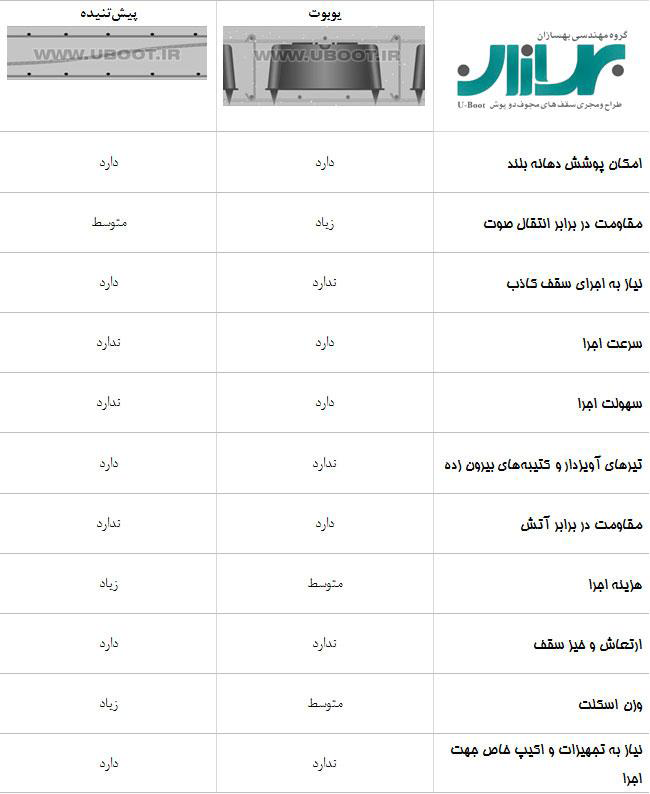 گروه مهندسی بهسازان
بهسازان
طراح و مجری سقف های مجوف دو پوش U-Boot
یوبوت
WWW.UBOOT.IR
پیش‌تنیده
WWW.UBOOT.IR
امکان پوشش دهانه بلند دارد دارد
مقاومت در برابر انتقال صوت زیاد متوسط
نیاز به اجرای سقف کاذب ندارد دارد
سرعت اجرا دارد ندارد
سهولت اجرا دارد ندارد
تیرهای آویزدار و کتیبه‌های بیرون زده ندارد دارد
مقاومت در برابر آتش دارد ندارد
هزینه اجرا متوسط زیاد
ارتعاش و خیز سقف ندارد دارد
وزن اسکلت متوسط زیاد
نیاز به تجهیزات و اکیپ خاص جهت
اجرا
ندارد دارد